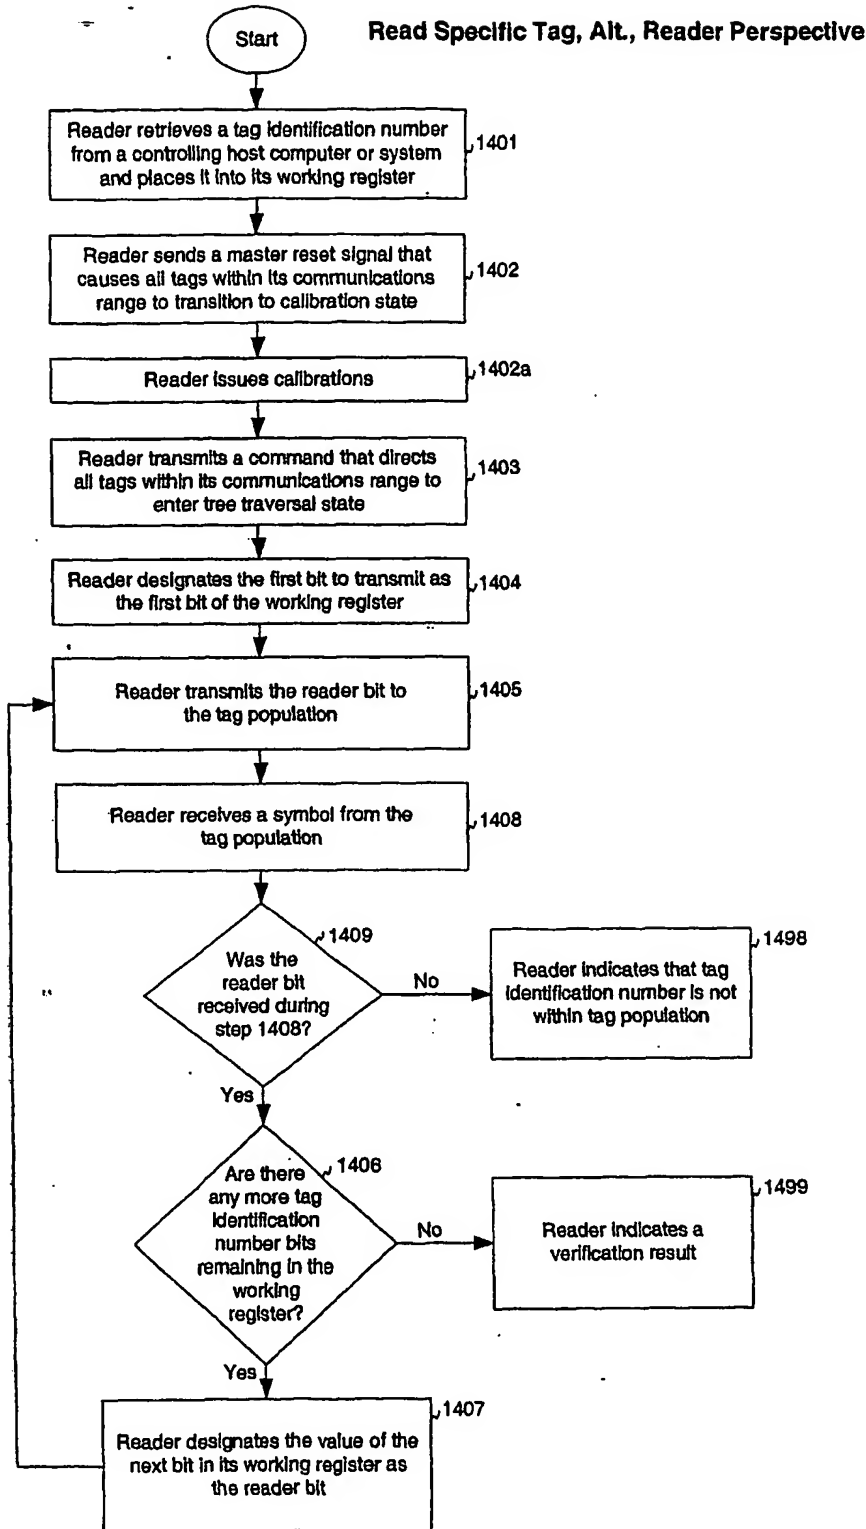 Read Specific Tag, Alt., Reader Perspective
Start
Reader retrieves a tag identification number
from a controlling host computer or system
and places it into its working register
1401
Reader sends a master reset signal that
causes all tags within its communications
range to transition to calibration state
1402
Reader issues calibrations
1402a
Reader transmits a command that directs
all tags within its communications range to
enter tree traversal state
1403
Reader designates the first bit to transmit as
the first bit of the working register
1404
Reader transmits the reader bit to
the tag population
1405
Reader receives a symbol from the
tag population
1408
1409
Was the
reader bit
received during
step 1408?
No
Reader indicates that tag
identification number is not
within tag population
1498
Yes
1406
Are there
any more tag
identification
number bits
remaining in the
working
register?
No
Reader indicates a
verification result
1499
Yes
1407
Reader designates the value of the
next bit in its working register as
the reader bit